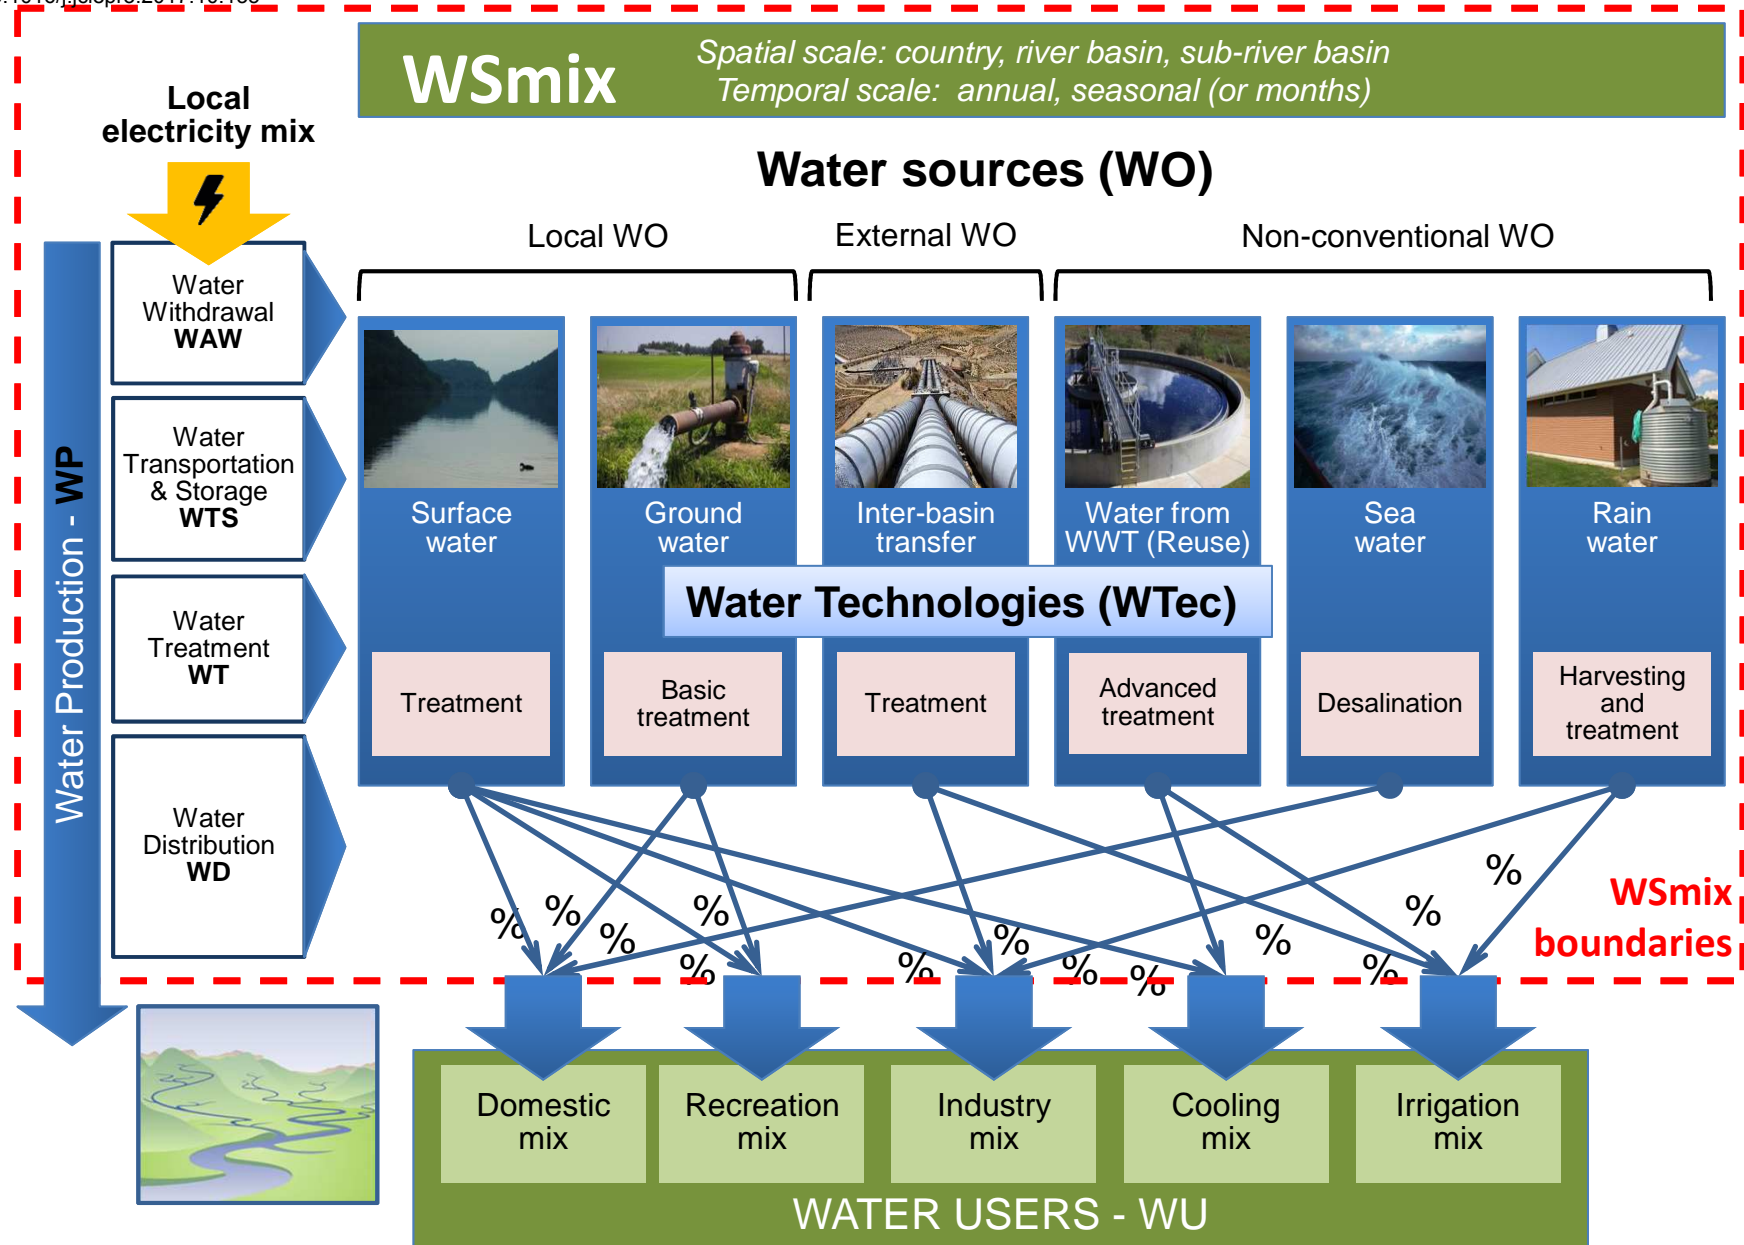 WSmix
Spatial scale: country, river basin, sub-river basin
Temporal scale: annual, seasonal (or months)
Local
electricity mix
Water sources (WO)
Local WO
External WO
Non-conventional WO
Water Production - WP
Water
Withdrawal
WAW
Water
Transportation
& Storage
WTS
Water
Treatment
WT
Water
Distribution
WD
Surface
water
Ground
water
Inter-basin
transfer
Water from
WWT (Reuse)
Sea
water
Rain
water
Water Technologies (WTec)
Treatment
Basic
treatment
Treatment
Advanced
treatment
Desalination
Harvesting
and
treatment
%
%
%
%
%
%
%
%
%
%
%
%
%
WSmix
boundaries
Domestic
mix
Recreation
mix
Industry
mix
Cooling
mix
Irrigation
mix
WATER USERS - WU